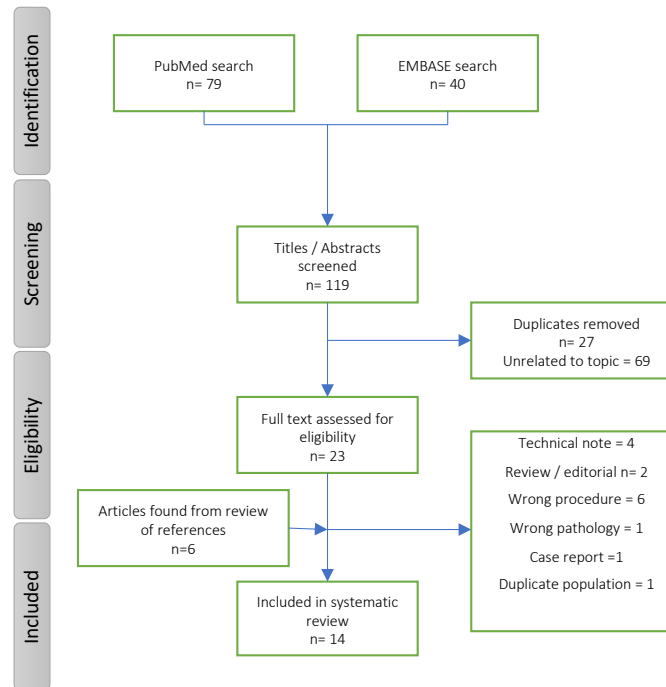 Identification
PubMed search
n= 79
EMBASE search
n= 40
Screening
Titles / Abstracts
screened
n= 119
Duplicates removed
n= 27
Unrelated to topic = 69
Eligibility
Full text assessed for
eligibility
n= 23
Technical note = 4
Review / editorial n= 2
Wrong procedure = 6
Wrong pathology = 1
Case report =1
Duplicate population = 1
Articles found from review
of references
n=6
Included
Included in systematic
review
n= 14